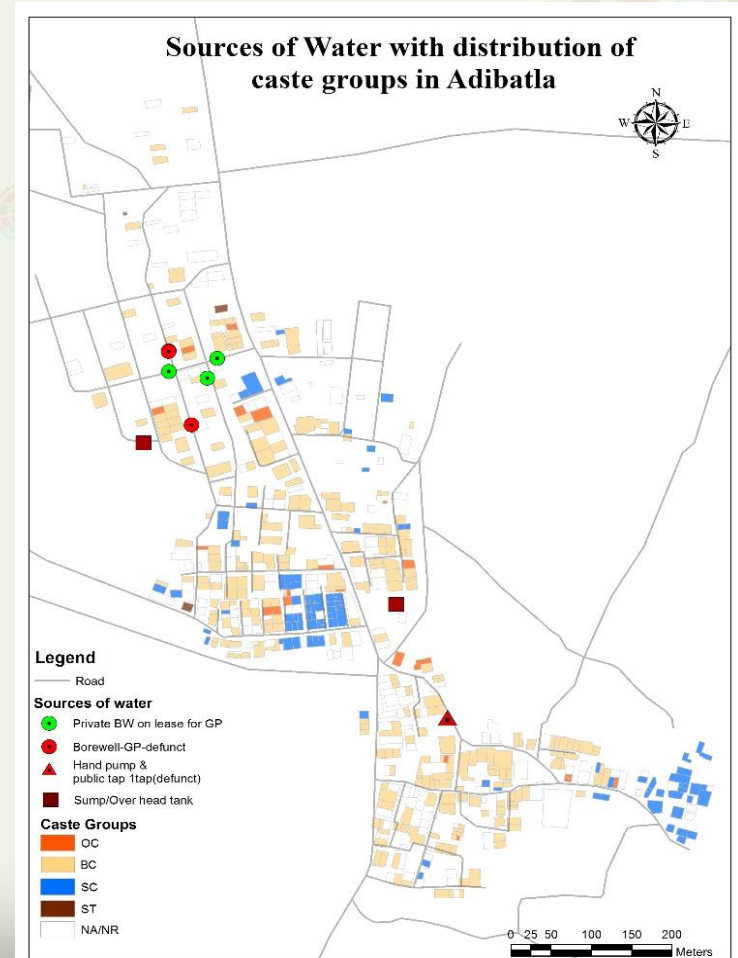 Sources of Water with distribution of
caste groups in Adibatla
N
W E
S
Legend
Road
Sources of water
Private BW on lease for GP
Borewell-GP-defunct
Hand pump &
public tap 1tap(defunct)
Sump/Over head tank
Caste Groups
OC
BC
SC
ST
NA/NR
0 25 50 100 150 200
Meters